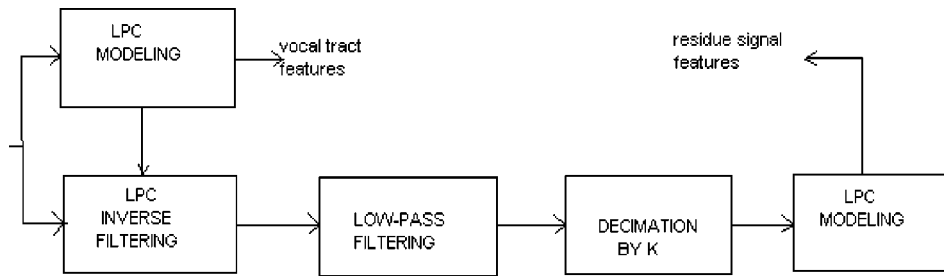 LPC
MODELING
vocal tract
features
residue signal
features
LPC
INVERSE
FILTERING
LOW-PASS
FILTERING
DECIMATION
BY K
LPC
MODELING